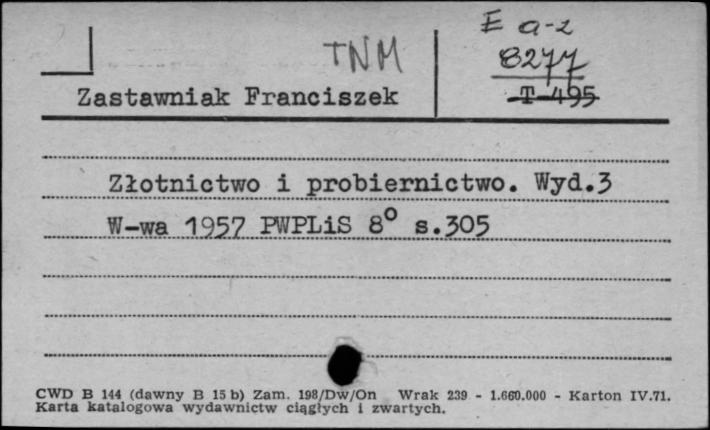 TNM
E a-z
8277
T-495
Zastawniak Franciszek
Złotnictwo i probiernictwo. Wyd.3
W-wa 1957 PWPLiS 8° s.305
CWD B 144 (dawny B 15 b) Zam. 198/Dw/On Wrak 239 - 1.660.000 - Karton IV.71.
Karta katalogowa wydawnictw ciągłych i zwartych.